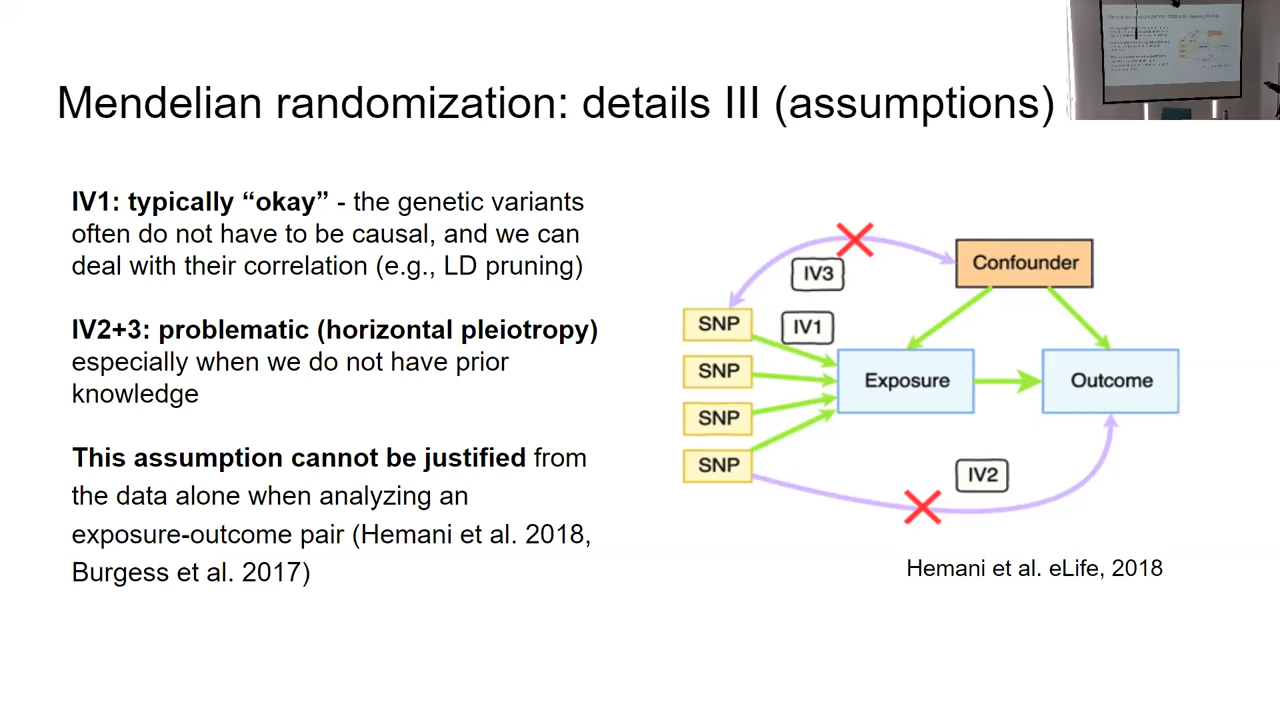 Mendelian randomization: details III (assumptions)
IV1: typically “okay” - the genetic variants
often do not have to be causal, and we can
deal with their correlation (e.g., LD pruning)
IV2+3: problematic (horizontal pleiotropy)
especially when we do not have prior
knowledge
This assumption cannot be justified from
the data alone when analyzing an
exposure-outcome pair (Hemani et al. 2018,
Burgess et al. 2017)
Confounder
IV3
SNP
IV1
SNP
Exposure
Outcome
SNP
SNP
IV2
Hemani et al. eLife, 2018